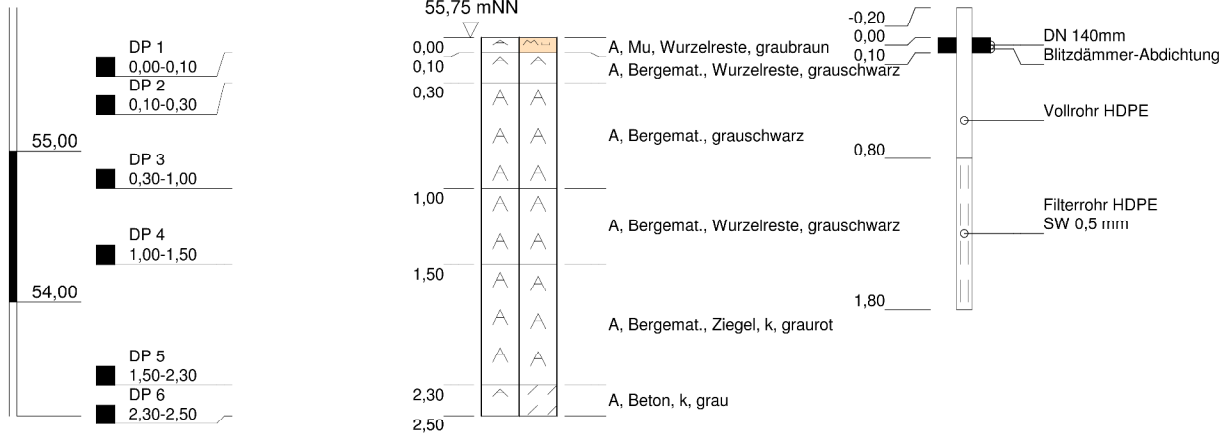 55,75 mNN
DP 1
0,00-0,10
DP 2
0,10-0,30
55,00
DP 3
0,30-1,00
DP 4
1,00-1,50
54,00
DP 5
1,50-2,30
DP 6
2,30-2,50
0,00
A, Mu, Wurzelreste, graubraun
0,10
A, Bergemat., Wurzelreste, grauschwarz
0,30
A, Bergemat., grauschwarz
1,00
A, Bergemat., Wurzelreste, grauschwarz
1,50
A, Bergemat., Ziegel, k, graurot
2,30
A, Beton, k, grau
2,50
-0,20
0,00
DN 140mm
0,10
Blitzdämmer-Abdichtung
Vollrohr HDPE
0,80
Filterrohr HDPE
SW 0,5 mm
1,80